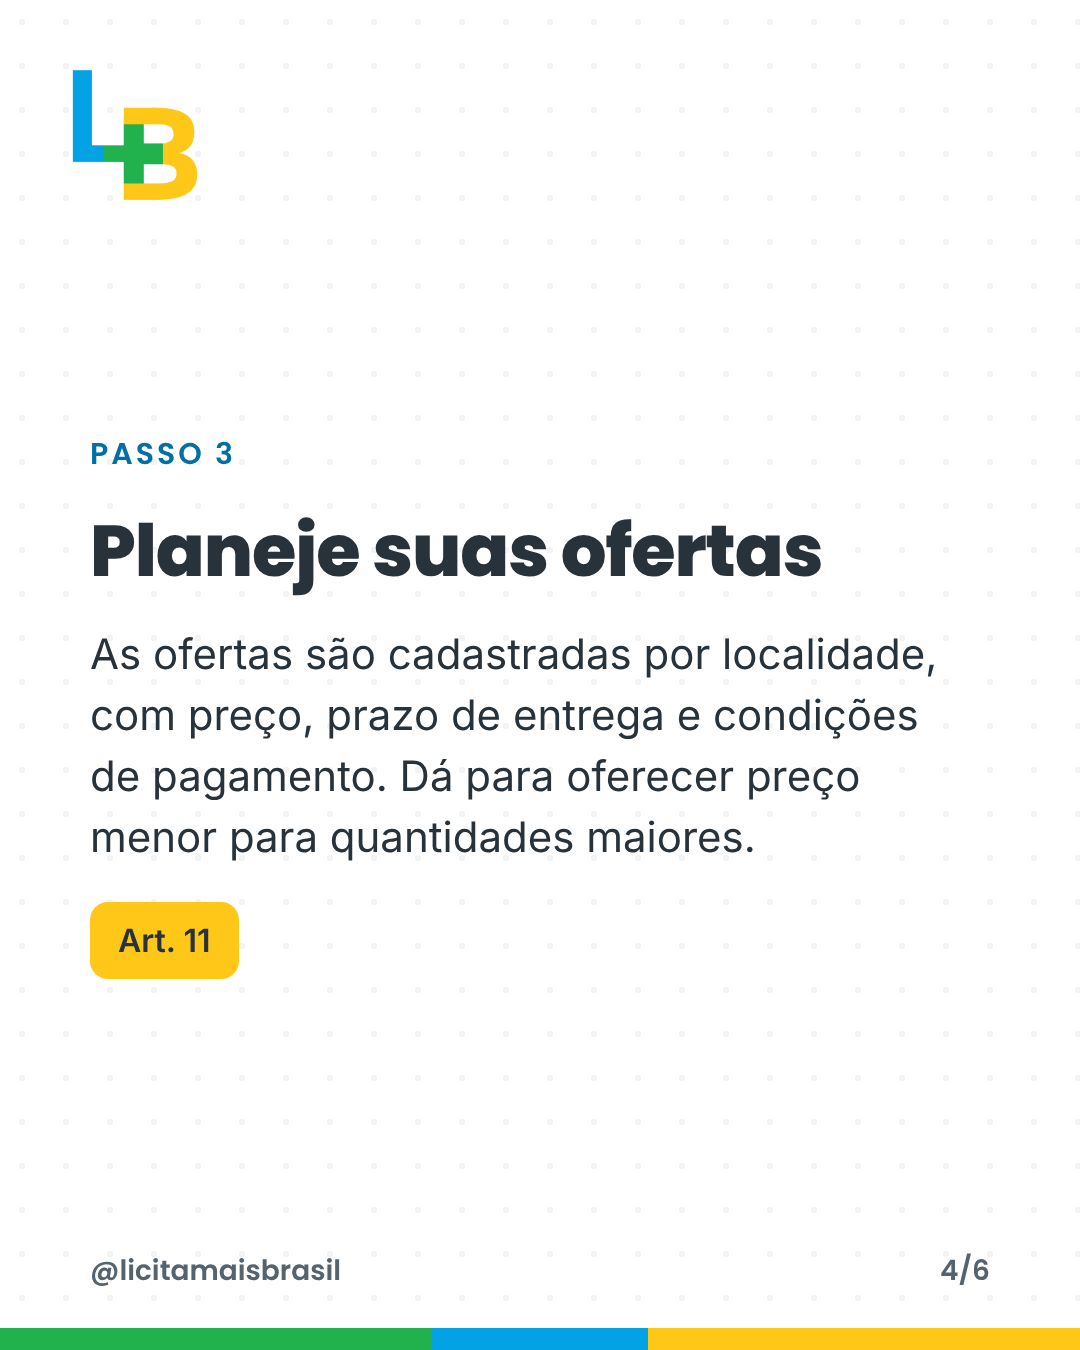 L+B
PASSO 3
Planeje suas ofertas
As ofertas são cadastradas por localidade,
com preço, prazo de entrega e condições
de pagamento. Dá para oferecer preço
menor para quantidades maiores.
Art. 11
@licitamaisbrasil
4/6